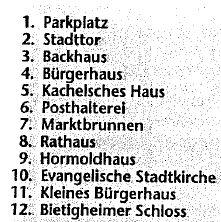 1. Parkplatz
2. Stadttor
3. Backhaus
4. Bürgerhaus
5. Kachelsches Haus
6. Posthalterei
7. Marktbrunnen
8. Rathaus
9. Hormoldhaus
10. Evangelische Stadtkirche
11. Kleines Bürgerhaus
12. Bietigheimer Schloss